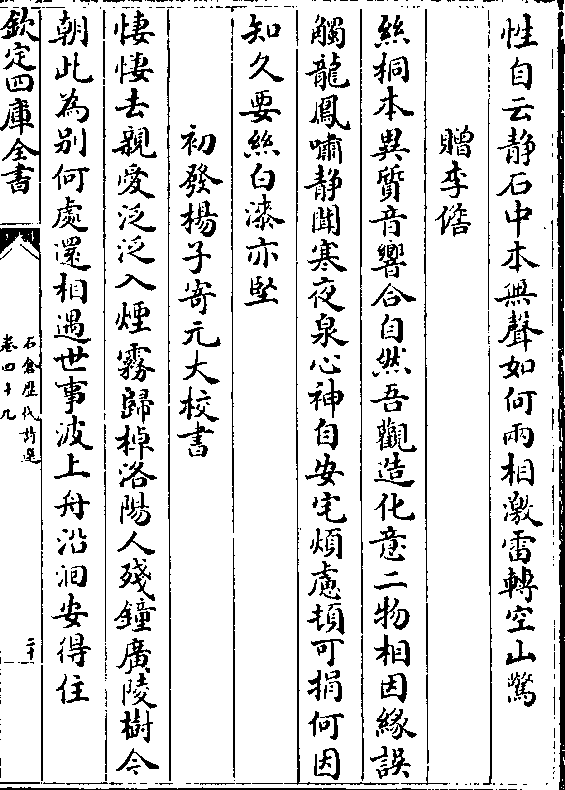 性自云静石中本無聲如何兩相激雷轉空山驚
贈李儋
絲桐本異質音響合自然吾觀造化意二物相因緣誤
觸龍鳳嘯静聞寒夜泉心神自安宅煩慮頓可捐何因
知久要絲白漆亦堅
初發楊子寄元大校書
悽悽去親愛泛泛入煙霧歸棹洛陽人殘鐘廣陵樹今
朝此為別何處還相遇世事波上舟沿洄安得住
欽定四庫全書
石倉歷代詩選
卷四十九
二十